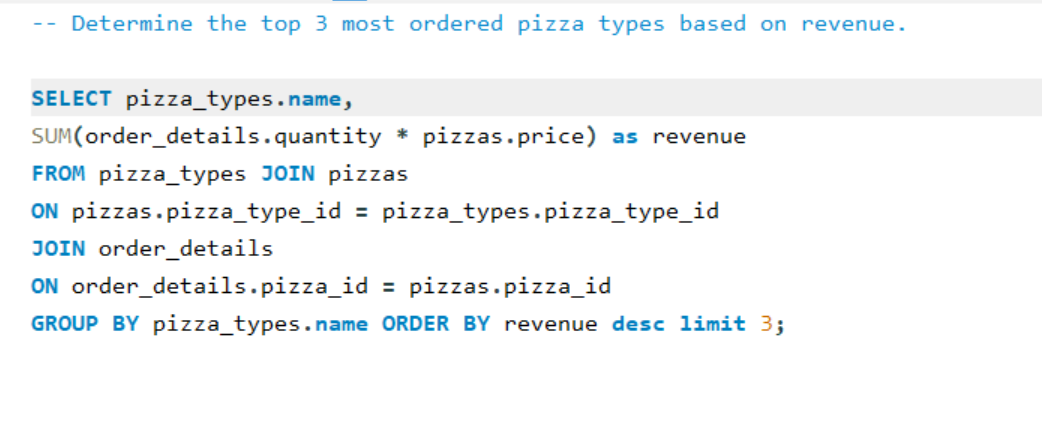 -- Determine the top 3 most ordered pizza types based on revenue.
SELECT pizza_types.name,
SUM(order_details.quantity * pizzas.price) as revenue
FROM pizza_types JOIN pizzas
ON pizzas.pizza_type_id = pizza_types.pizza_type_id
JOIN order_details
ON order_details.pizza_id = pizzas.pizza_id
GROUP BY pizza_types.name ORDER BY revenue desc limit 3;